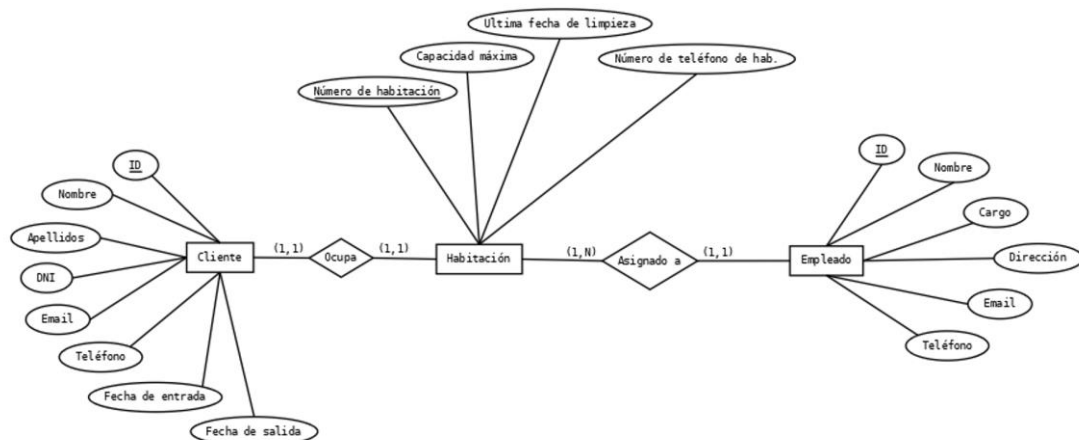 Ultima fecha de limpieza
Capacidad máxima
Número de teléfono de hab.
Número de habitación
ID
Nombre
Apellidos
DNI
Email
Teléfono
Fecha de entrada
Fecha de salida
Cliente
(1,1)
Ocupa
(1,1)
Habitación
(1,N)
Asignado a
(1,1)
Empleado
ID
Nombre
Cargo
Dirección
Email
Teléfono